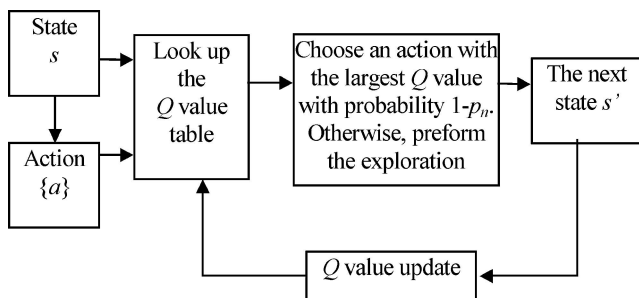 State
s
Action
{a}
Look up
the
Q value
table
Choose an action with
the largest Q value
with probability 1-pn.
Otherwise, preform
the exploration
The next
state s’
Q value update